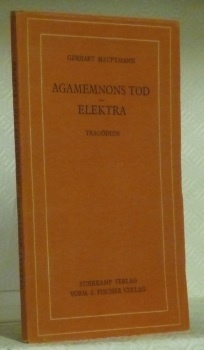 GERHART HAUPTMANN
AGAMEMNONS TOD
ELEKTRA
TRAGÖDIEN
SUHRKAMP VERLAG
VORM. S. FISCHER VERLAG